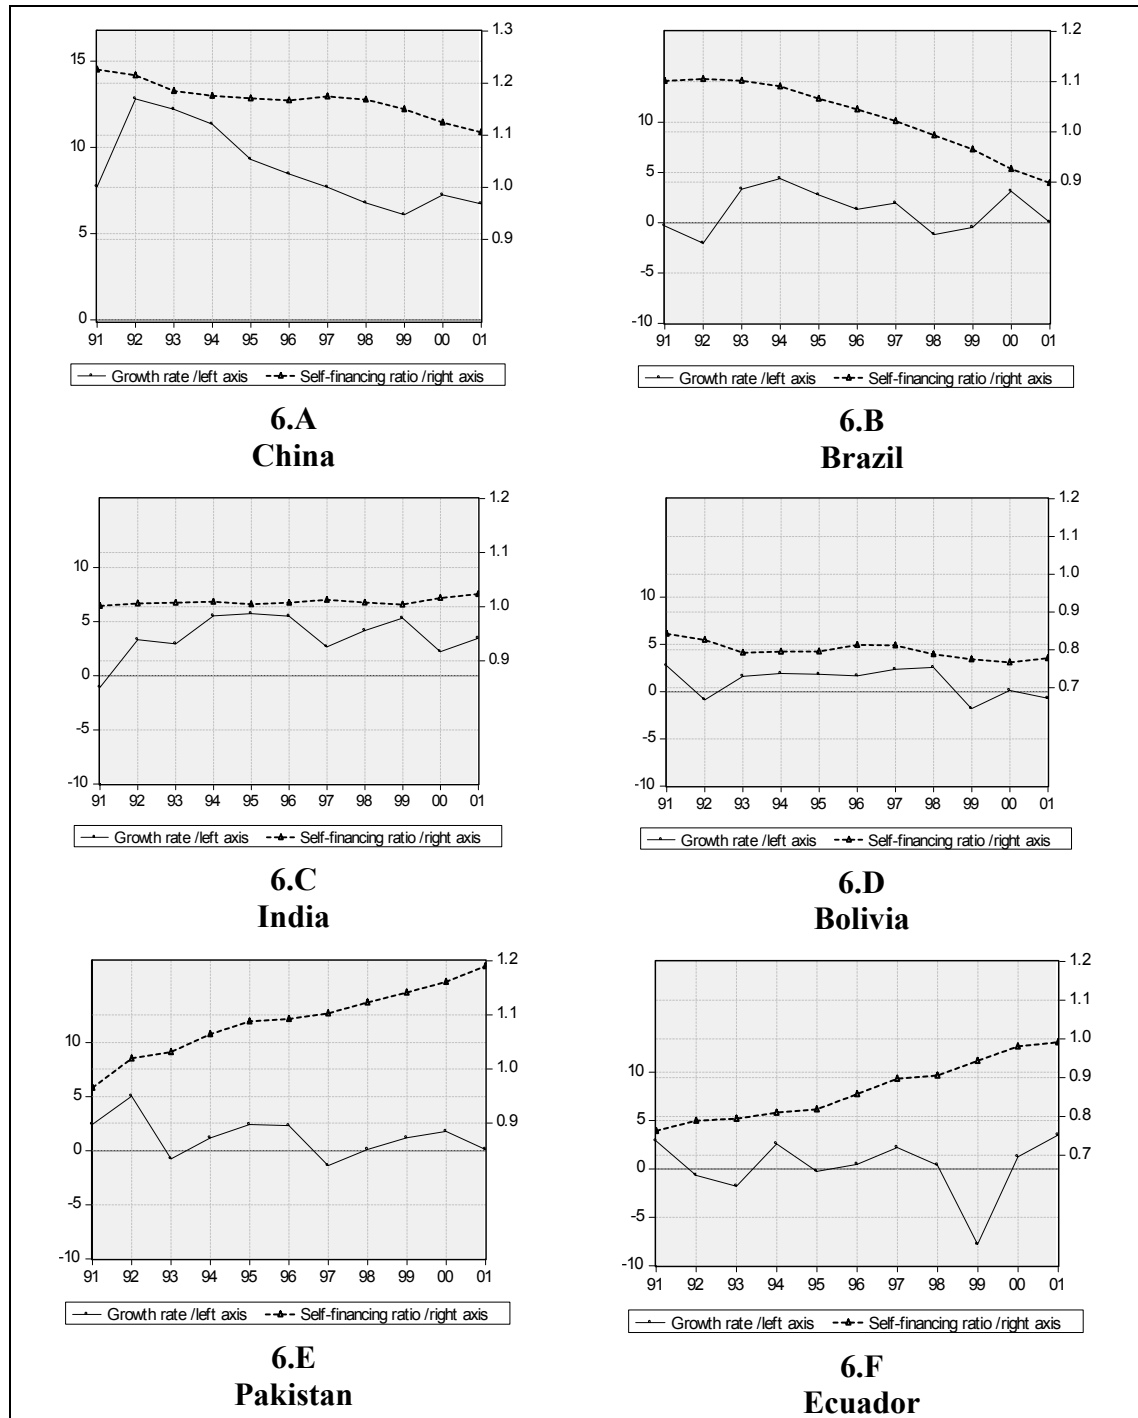 1.3
15
1.2
1.1
10
1.0
5
0.9
0
91 92 93 94 95 96 97 98 99 00 01
Growth rate /left axis Self-financing ratio /right axis
6.A
China
1.2
1.1
10
1.0
5
0.9
0
-5
-10
91 92 93 94 95 96 97 98 99 00 01
Growth rate /left axis Self-financing ratio /right axis
6.B
Brazil
1.2
1.1
10
1.0
5
0.9
0
-5
-10
91 92 93 94 95 96 97 98 99 00 01
Growth rate /left axis Self-financing ratio /right axis
6.C
India
1.2
1.1
1.0
10
0.9
5
0.8
0.7
0
-5
-10
91 92 93 94 95 96 97 98 99 00 01
Growth rate /left axis Self-financing ratio /right axis
6.D
Bolivia
1.2
1.1
10
1.0
5
0.9
0
-5
-10
91 92 93 94 95 96 97 98 99 00 01
Growth rate /left axis Self-financing ratio /right axis
6.E
Pakistan
1.2
1.1
1.0
10
0.9
5
0.8
0.7
0
-5
-10
91 92 93 94 95 96 97 98 99 00 01
Growth rate /left axis Self-financing ratio /right axis
6.F
Ecuador